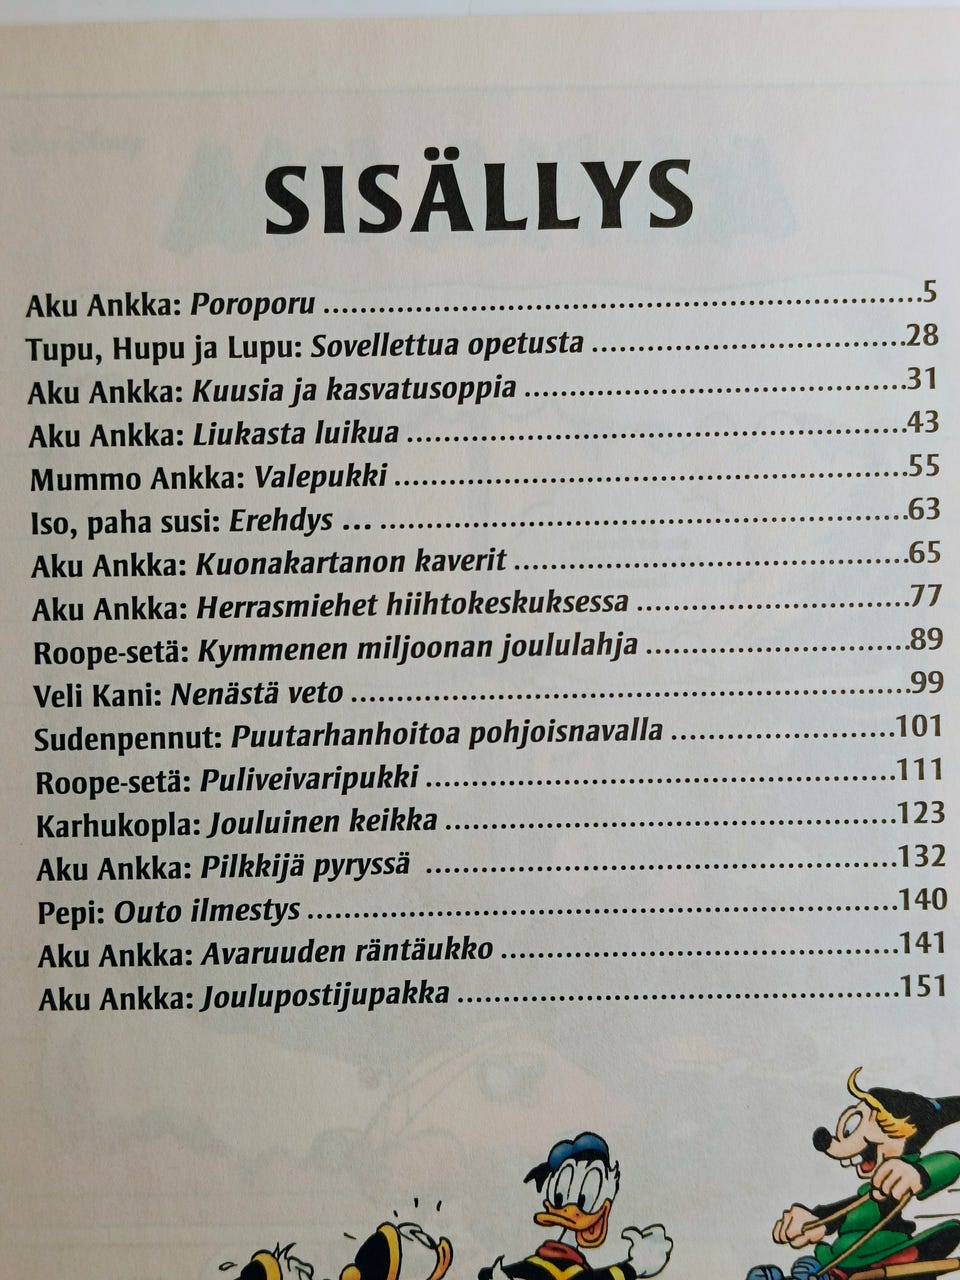 SISÄLLYS
Aku Ankka: Poroporu ........................................................................5
Tupu, Hupu ja Lupu: Sovellettua opetusta ......................................28
Aku Ankka: Kuusia ja kasvatusoppia ..............................................31
Aku Ankka: Liukasta luikua ............................................................43
Mummo Ankka: Valepukki ..............................................................55
Iso, paha susi: Erehdys ... ...............................................................63
Aku Ankka: Kuonakartanon kaverit ................................................65
Aku Ankka: Herrasmiehet hiihtokeskuksessa .................................77
Roope-setä: Kymmenen miljoonan joululahja ................................89
Veli Kani: Nenästä veto ...................................................................99
Sudenpennut: Puutarhanhoitoa pohjoisnavalla ...........................101
Roope-setä: Puliveivaripukki .........................................................111
Karhukopla: Jouluinen keikka .......................................................123
Aku Ankka: Pilkkijä pyryssä .........................................................132
Pepi: Outo ilmestys .......................................................................140
Aku Ankka: Avaruuden räntäukko ................................................141
Aku Ankka: Joulupostijupakka .....................................................151